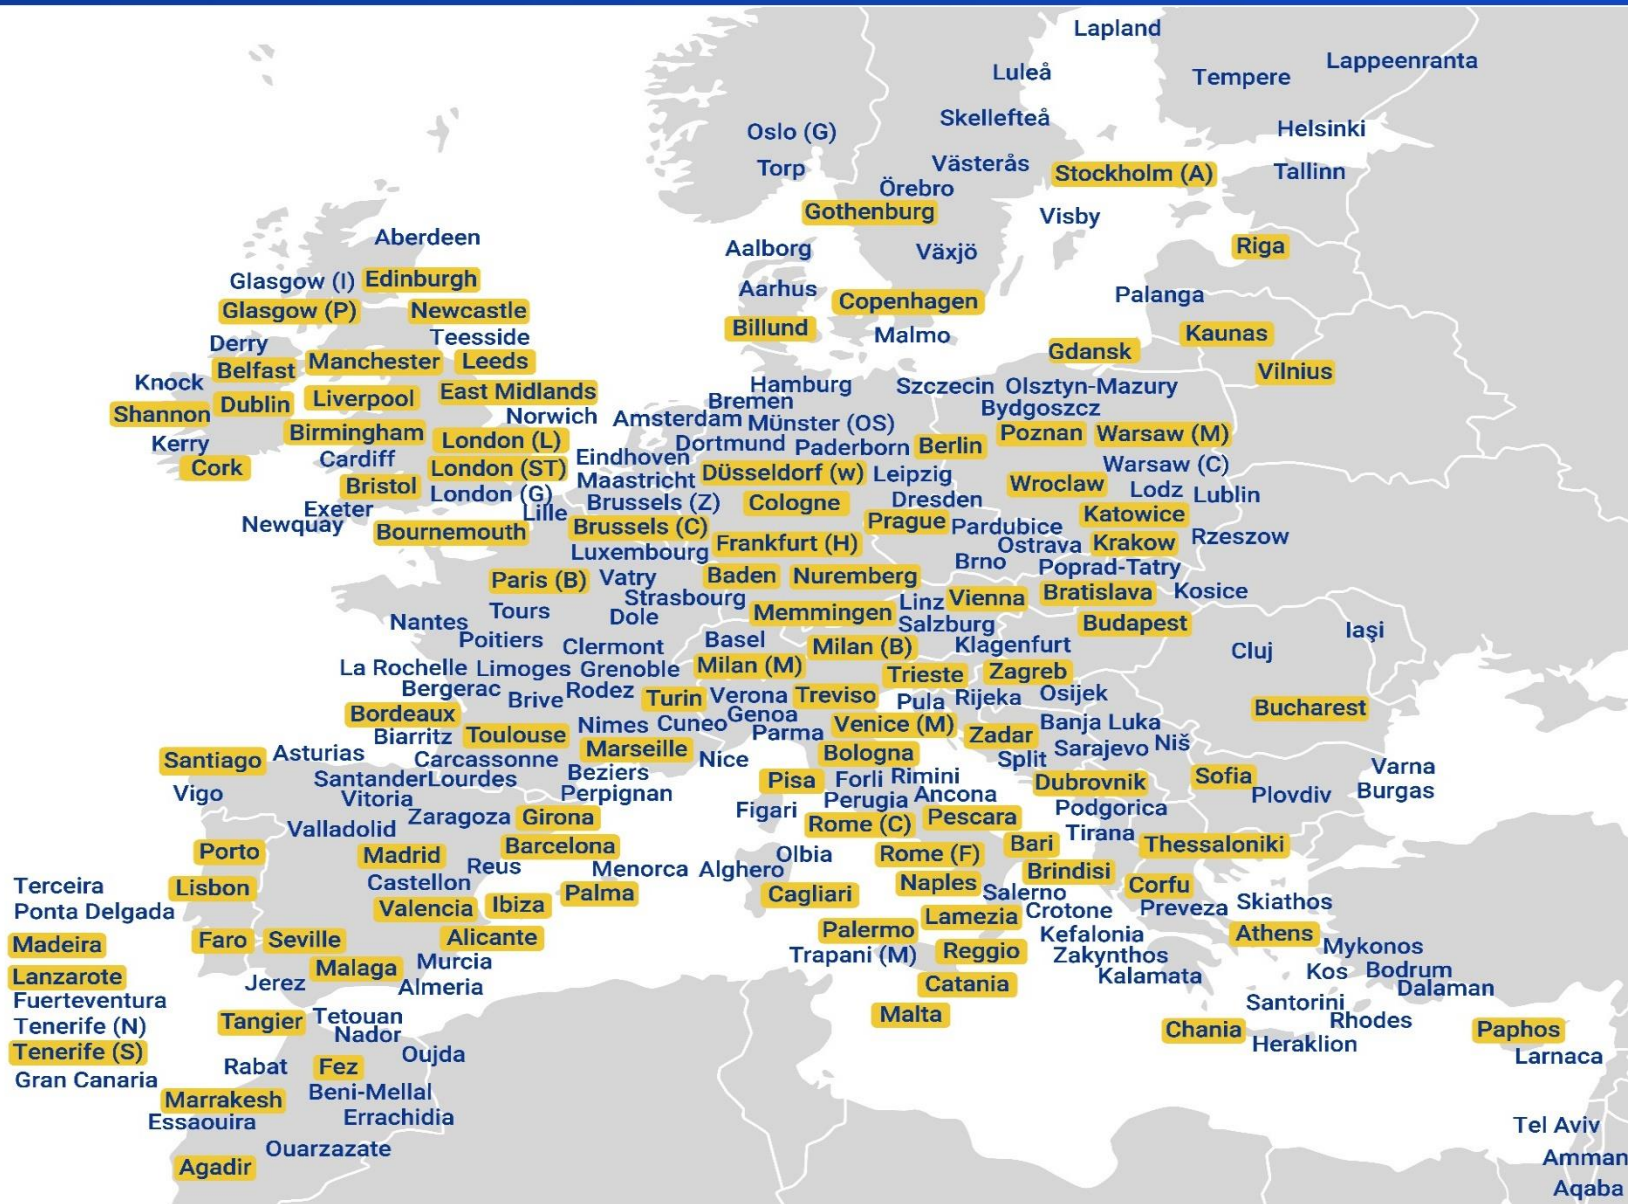 Lapland
Lappeenranta
Luleå
Tempere
Skellefteå
Helsinki
Oslo (G)
Västerås
Torp
Stockholm (A)
Tallinn
Örebro
Gothenburg
Visby
Aberdeen
Aalborg
Växjö
Riga
Glasgow (I)
Edinburgh
Aarhus
Copenhagen
Palanga
Glasgow (P)
Newcastle
Billund
Malmo
Kaunas
Teesside
Derry
Gdansk
Belfast
Manchester
Leeds
Vilnius
Knock
Hamburg
Szczecin
Olsztyn-Mazury
Shannon
Dublin
Liverpool
East Midlands
Bremen
Bydgoszcz
Norwich
Amsterdam
Münster (OS)
Kerry
Birmingham
London (L)
Dortmund
Paderborn
Berlin
Poznan
Warsaw (M)
Cork
Cardiff
London (ST)
Eindhoven
Warsaw (C)
Bristol
Maastricht
Düsseldorf (w)
Leipzig
Wroclaw
Lodz
Lublin
London (G)
Brussels (Z)
Cologne
Dresden
Exeter
Lille
Katowice
Newquay
Bournemouth
Brussels (C)
Prague
Pardubice
Luxembourg
Frankfurt (H)
Ostrava
Krakow
Rzeszow
Brno
Poprad-Tatry
Paris (B)
Vatry
Baden
Nuremberg
Strasbourg
Linz
Vienna
Bratislava
Kosice
Nantes
Tours
Dole
Memmingen
Salzburg
Budapest
Iaşi
Poitiers
Clermont
Basel
Milan (B)
Klagenfurt
Cluj
La Rochelle
Limoges
Grenoble
Milan (M)
Trieste
Zagreb
Bergerac
Brive
Rodez
Turin
Verona
Treviso
Pula
Rijeka
Osijek
Bucharest
Bordeaux
Biarritz
Toulouse
Nimes
Cuneo
Genoa
Parma
Venice (M)
Zadar
Banja Luka
Santiago
Asturias
Carcassonne
Marseille
Nice
Bologna
Split
Sarajevo
Niš
Varna
Santander
Lourdes
Beziers
Pisa
Forli
Rimini
Dubrovnik
Sofia
Vigo
Vitoria
Perpignan
Perugia
Ancona
Plovdiv
Burgas
Zaragoza
Girona
Figari
Rome (C)
Pescara
Podgorica
Valladolid
Tirana
Porto
Madrid
Barcelona
Olbia
Rome (F)
Bari
Thessaloniki
Reus
Menorca
Alghero
Brindisi
Terceira
Lisbon
Castellon
Palma
Cagliari
Naples
Salerno
Corfu
Skiathos
Ponta Delgada
Valencia
Ibiza
Lamezia
Crotone
Preveza
Madeira
Faro
Seville
Alicante
Palermo
Kefalonia
Athens
Mykonos
Lanzarote
Malaga
Murcia
Trapani (M)
Reggio
Zakynthos
Kos
Bodrum
Jerez
Almeria
Catania
Kalamata
Dalaman
Fuerteventura
Santorini
Tenerife (N)
Tangier
Tetouan
Malta
Chania
Rhodes
Paphos
Nador
Heraklion
Tenerife (S)
Oujda
Larnaca
Gran Canaria
Rabat
Fez
Marrakesh
Beni-Mellal
Essaouira
Errachidia
Tel Aviv
Ouarzazate
Amman
Agadir
Aqaba